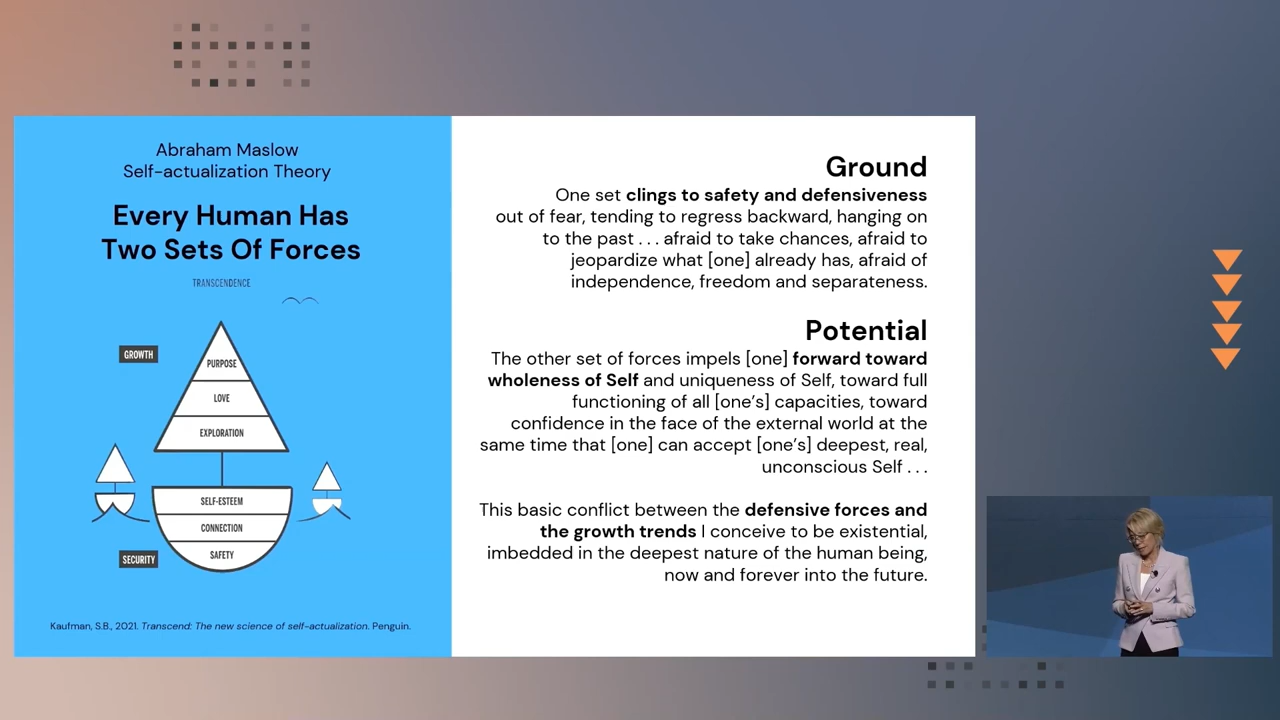 Abraham Maslow
Self-actualization Theory
Every Human Has
Two Sets Of Forces
TRANSCENDENCE
GROWTH
PURPOSE
LOVE
EXPLORATION
SELF-ESTEEM
CONNECTION
SECURITY
SAFETY
Kaufman, S.B., 2021. Transcend: The new science of self-actualization. Penguin.
Ground
One set clings to safety and defensiveness
out of fear, tending to regress backward, hanging on
to the past . . . afraid to take chances, afraid to
jeopardize what [one] already has, afraid of
independence, freedom and separateness.
Potential
The other set of forces impels [one] forward toward
wholeness of Self and uniqueness of Self, toward full
functioning of all [one’s] capacities, toward
confidence in the face of the external world at the
same time that [one] can accept [one’s] deepest, real,
unconscious Self . . .
This basic conflict between the defensive forces and
the growth trends I conceive to be existential,
imbedded in the deepest nature of the human being,
now and forever into the future.